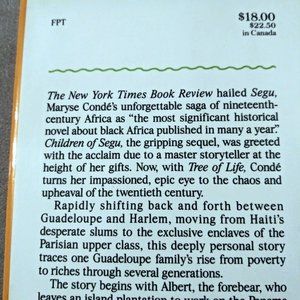 FPT
$18.00
$22.50
in Canada
The New York Times Book Review hailed Segu,
Maryse Condé's unforgettable saga of nineteenth-
century Africa as "the most significant historical
novel about black Africa published in many a year."
Children of Segu, the gripping sequel, was greeted
with the acclaim due to a master storyteller at the
height of her gifts. Now, with Tree of Life, Condé
turns her impassioned, epic eye to the chaos and
upheaval of the twentieth century.
Rapidly shifting back and forth between
Guadeloupe and Harlem, moving from Haiti's
desperate slums to the exclusive enclaves of the
Parisian upper class, this deeply personal story
traces one Guadeloupe family's rise from poverty
to riches through several generations.
The story begins with Albert, the forebear, who
leaves an island plantation to work on the Panama